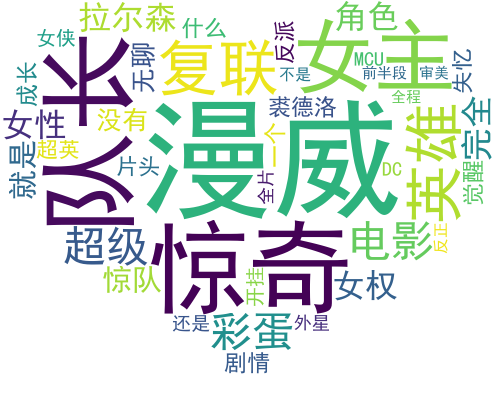 拉尔森
什么
女侠
角色
女主
反派
MCU
复联
队长
成长
无聊
不是
前半段
审美
失忆
漫威
全程
裘德洛
女性
没有
一个
英雄
完全
超英
就是
片头
全片
DC
觉醒
超级
惊奇
电影
反正
惊队
开挂
女权
还是
彩蛋
外星
剧情